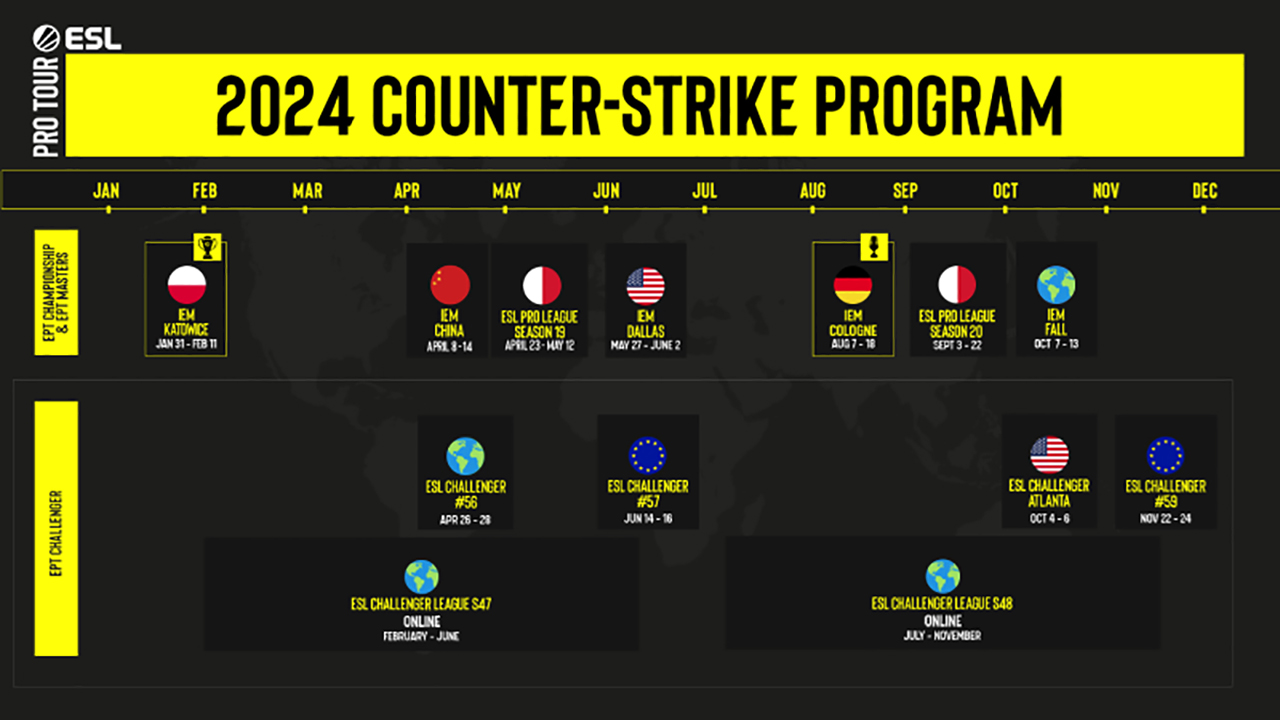 ESL
PRO TOUR
2024 COUNTER-STRIKE PROGRAM
JAN FEB MAR APR MAY JUN JUL AUG SEP OCT NOV DEC
EPT CHAMPIONSHIP
& EPT MASTERS
IEM
KATOWICE
JAN 31 - FEB 11
IEM
CHINA
APRIL 8-14
ESL PRO LEAGUE
SEASON 19
APRIL 23- MAY 12
IEM
DALLAS
MAY 27 - JUNE 2
IEM
COLOGNE
AUG 7 - 18
ESL PRO LEAGUE
SEASON 20
SEPT 3 - 22
IEM
FALL
OCT 7 - 13
EPT CHALLENGER
ESL CHALLENGER
#56
APR 26 - 28
ESL CHALLENGER
#57
JUN 14 - 16
ESL CHALLENGER
ATLANTA
OCT 4 - 6
ESL CHALLENGER
#59
NOV 22 - 24
ESL CHALLENGER LEAGUE S47
ONLINE
FEBRUARY - JUNE
ESL CHALLENGER LEAGUE S48
ONLINE
JULY - NOVEMBER